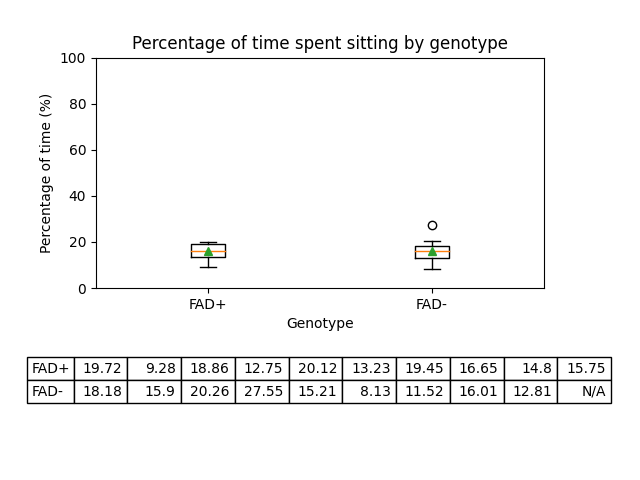 Percentage of time spent sitting by genotype
100
80
60
40
20
0
Percentage of time (%)
FAD+ FAD-
Genotype
FAD+ 19.72 9.28 18.86 12.75 20.12 13.23 19.45 16.65 14.8 15.75
FAD- 18.18 15.9 20.26 27.55 15.21 8.13 11.52 16.01 12.81 N/A